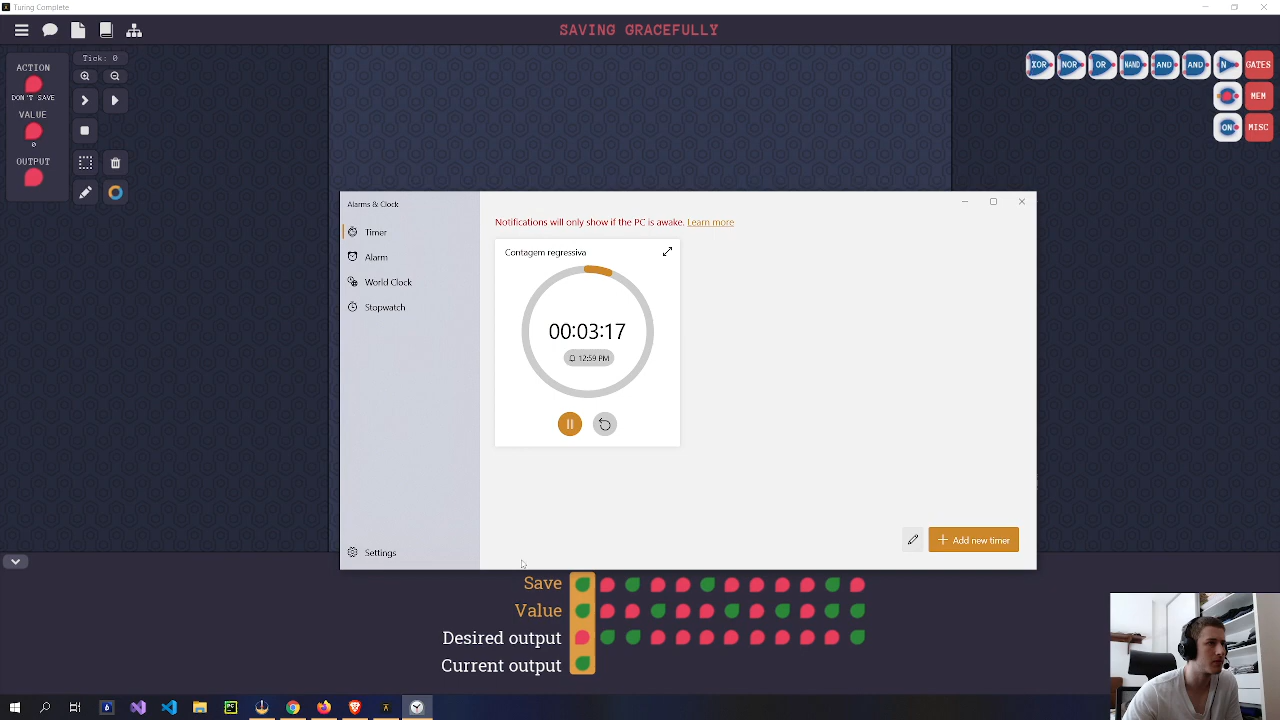 Turing Complete
SAVING GRACEFULLY
ACTION
DON'T SAVE
VALUE
0
OUTPUT
Tick: 0
XOR NOR OR NAND AND AND N GATES
MEM
ON MISC
Alarms & Clock
Timer
Alarm
World Clock
Stopwatch
Settings
Notifications will only show if the PC is awake. Learn more
Contagem regressiva
00:03:17
12:59 PM
Add new timer
Save
Value
Desired output
Current output